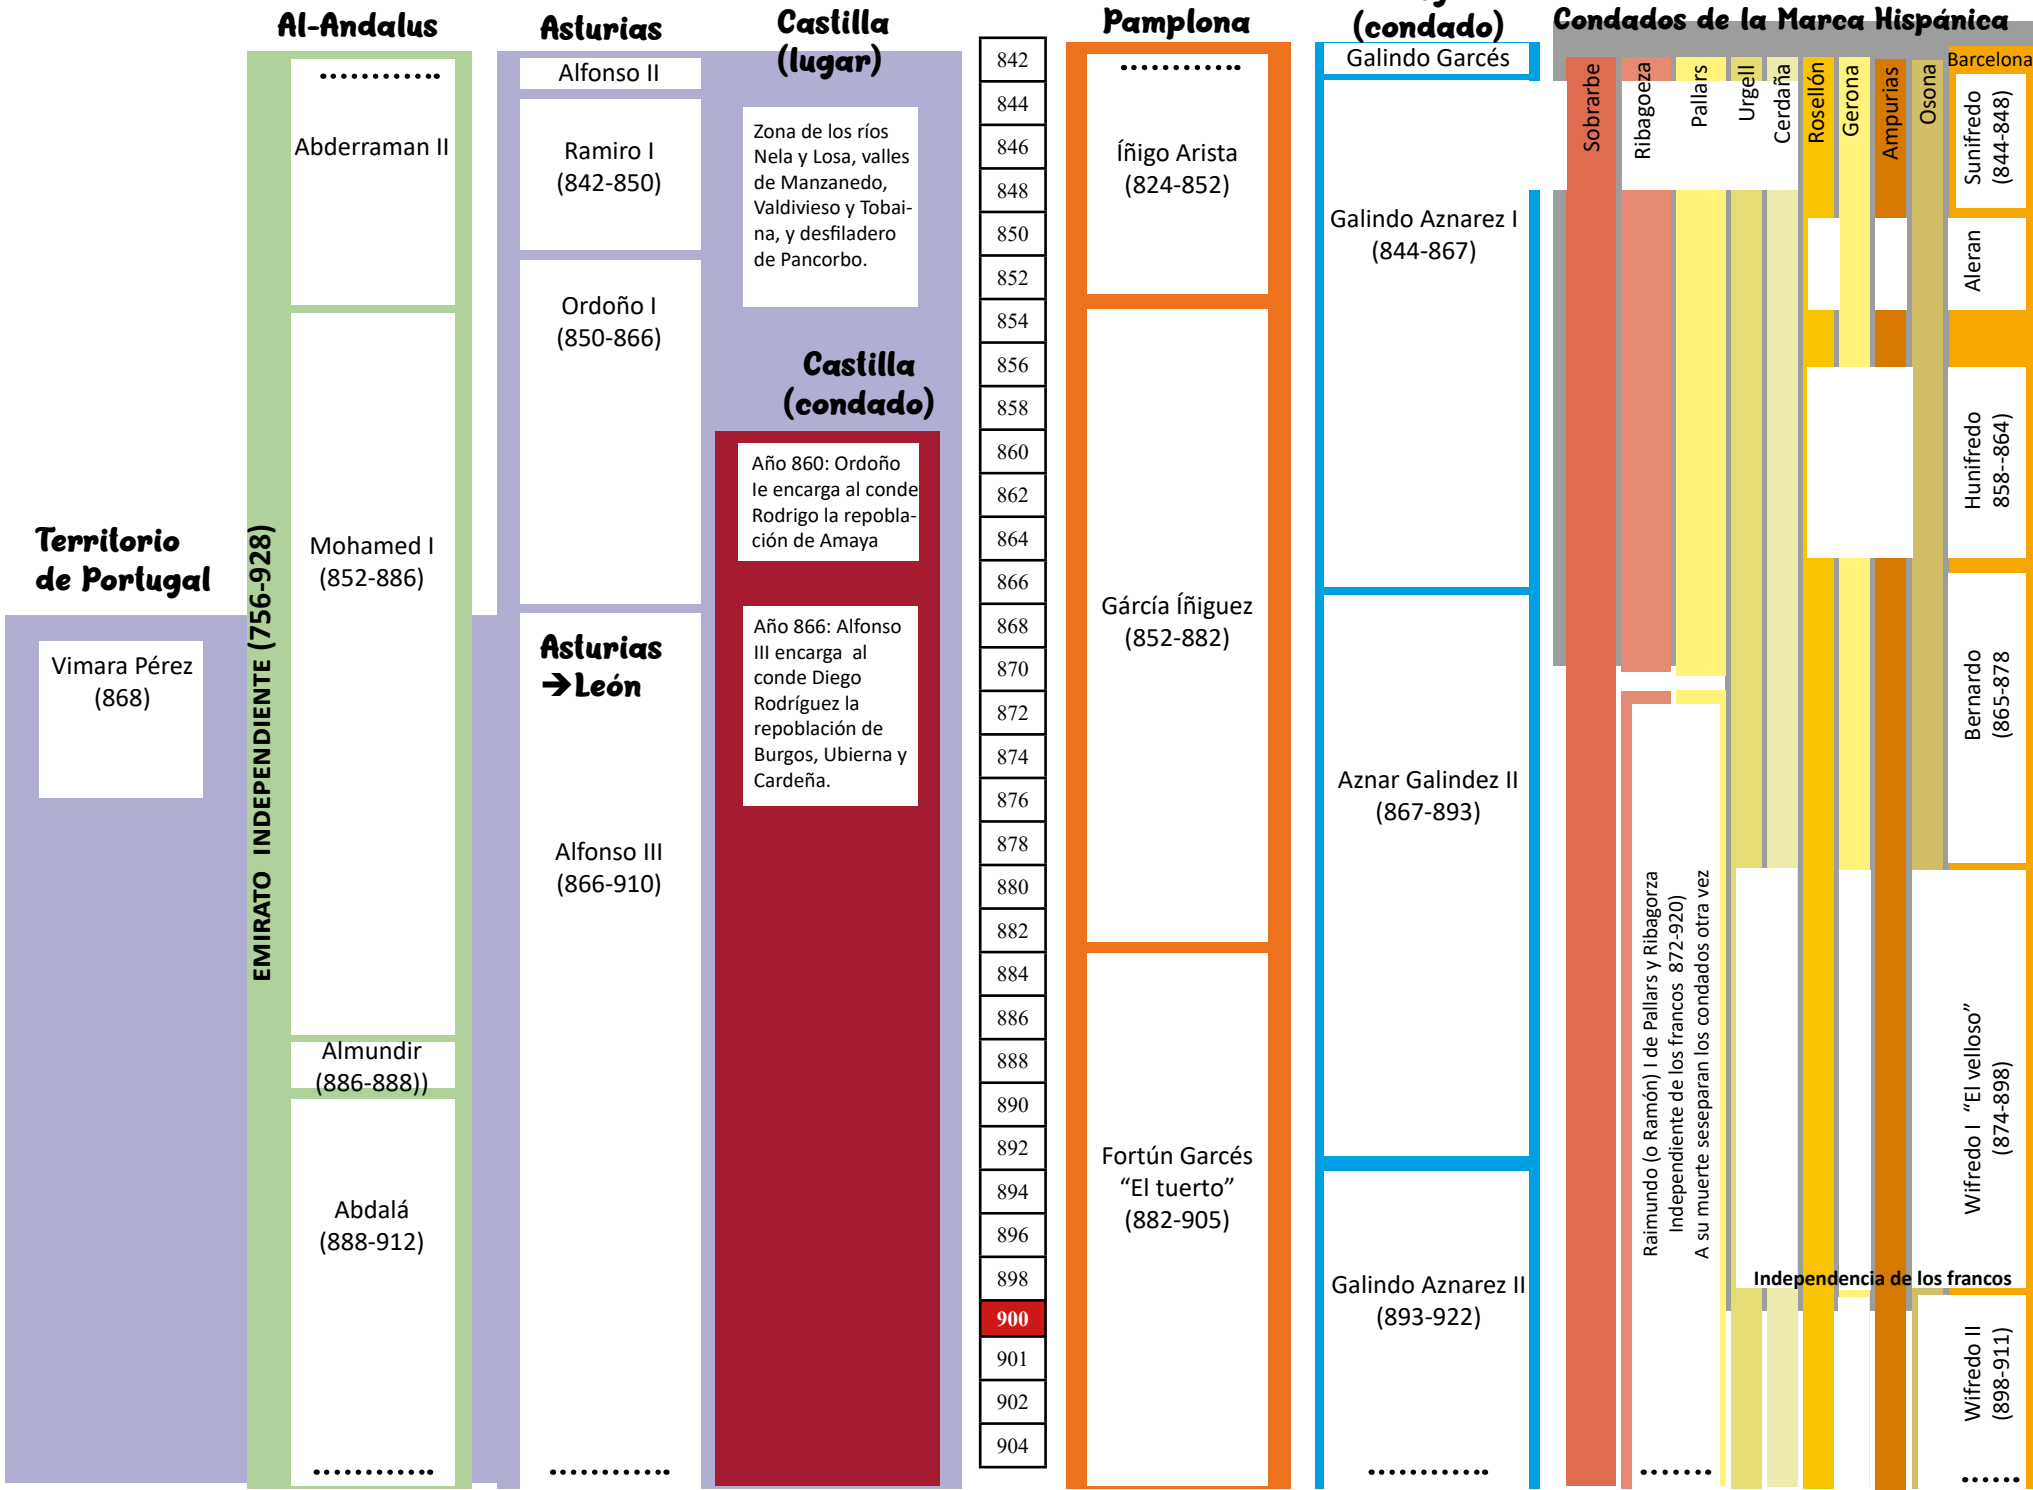 Al-Andalus
Asturias
Castilla
(lugar)
Pamplona
(condado)
Condados de la Marca Hispánica
Territorio
de Portugal
Vimara Pérez
(868)
EMIRATO INDEPENDIENTE (756-928)
............
Abderraman II
Mohamed I
(852-886)
Almundir
(886-888))
Abdalá
(888-912)
............
Alfonso II
Ramiro I
(842-850)
Ordoño I
(850-866)
Asturias
➔León
Alfonso III
(866-910)
............
Zona de los ríos
Nela y Losa, valles
de Manzanedo,
Valdivieso y Tobai-
na, y desfiladero
de Pancorbo.
Castilla
(condado)
Año 860: Ordoño
Ie encarga al conde
Rodrigo la repobla-
ción de Amaya
Año 866: Alfonso
III encarga al
conde Diego
Rodríguez la
repoblación de
Burgos, Ubierna y
Cardeña.
842
844
846
848
850
852
854
856
858
860
862
864
866
868
870
872
874
876
878
880
882
884
886
888
890
892
894
896
898
900
901
902
904
............
Íñigo Arista
(824-852)
Gárcía Íñiguez
(852-882)
Fortún Garcés
“El tuerto”
(882-905)
Galindo Garcés
Galindo Aznarez I
(844-867)
Aznar Galindez II
(867-893)
Galindo Aznarez II
(893-922)
............
Sobrarbe
Ribagoeza
Pallars
Urgell
Cerdaña
Rosellón
Gerona
Ampurias
Osona
Barcelona
Sunifredo
(844-848)
Aleran
Hunifredo
858--864)
Bernardo
(865-878
Raimundo (o Ramón) I de Pallars y Ribagorza
Independiente de los francos 872-920)
A su muerte seseparan los condados otra vez
.......
Wifredo I “El velloso”
(874-898)
Independencia de los francos
Wifredo II
(898-911)
......